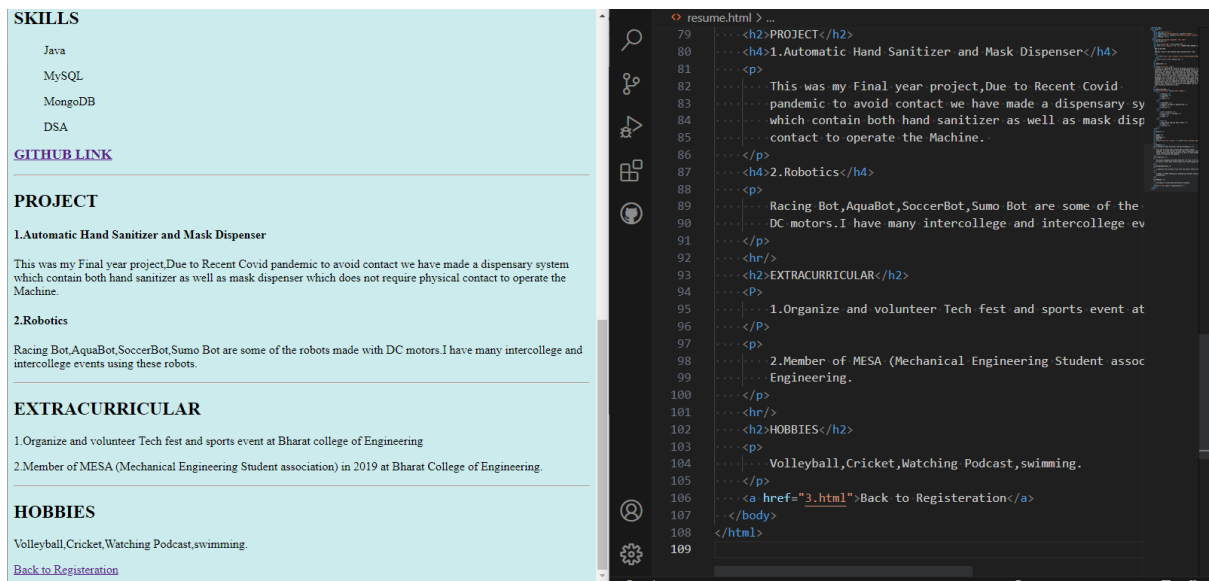 SKILLS
Java
MySQL
MongoDB
DSA
GITHUB LINK
PROJECT
1.Automatic Hand Sanitizer and Mask Dispenser
This was my Final year project,Due to Recent Covid pandemic to avoid contact we have made a dispensary system
which contain both hand sanitizer as well as mask dispenser which does not require physical contact to operate the
Machine.
2.Robotics
Racing Bot,AquaBot,SoccerBot,Sumo Bot are some of the robots made with DC motors.I have many intercollege and
intercollege events using these robots.
EXTRACURRICULAR
1.Organize and volunteer Tech fest and sports event at Bharat college of Engineering
2.Member of MESA (Mechanical Engineering Student association) in 2019 at Bharat College of Engineering.
HOBBIES
Volleyball,Cricket,Watching Podcast,swimming.
Back to Registeration
<> resume.html > ...
79 <h2>PROJECT</h2>
80 <h4>1.Automatic Hand Sanitizer and Mask Dispenser</h4>
81 <p>
82 This was my Final year project,Due to Recent Covid
83 pandemic to avoid contact we have made a dispensary sy
84 which contain both hand sanitizer as well as mask disp
85 contact to operate the Machine.
86 </p>
87 <h4>2.Robotics</h4>
88 <p>
89 Racing Bot,AquaBot,SoccerBot,Sumo Bot are some of the
90 DC motors.I have many intercollege and intercollege ev
91 </p>
92 <hr/>
93 <h2>EXTRACURRICULAR</h2>
94 <P>
95 1.Organize and volunteer Tech fest and sports event at
96 </P>
97 <p>
98 2.Member of MESA (Mechanical Engineering Student assoc
99 Engineering.
100 </p>
101 <hr/>
102 <h2>HOBBIES</h2>
103 <p>
104 Volleyball,Cricket,Watching Podcast,swimming.
105 </p>
106 <a href="3.html">Back to Registeration</a>
107 </body>
108 </html>
109